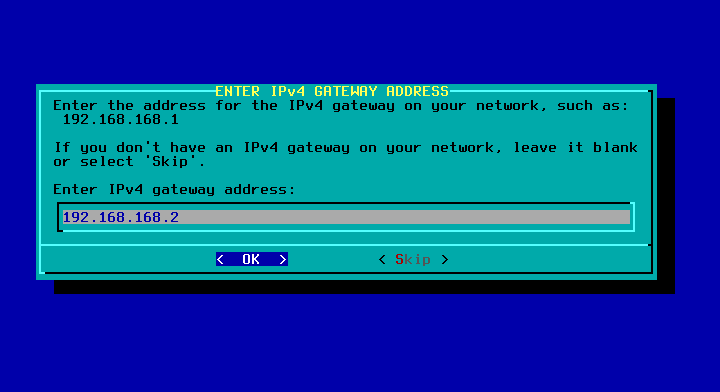 ENTER IPv4 GATEWAY ADDRESS
Enter the address for the IPv4 gateway on your network, such as:
192.168.168.1
If you don't have an IPv4 gateway on your network, leave it blank
or select 'Skip'.
Enter IPv4 gateway address:
192.168.168.2
<  OK  > < Skip >